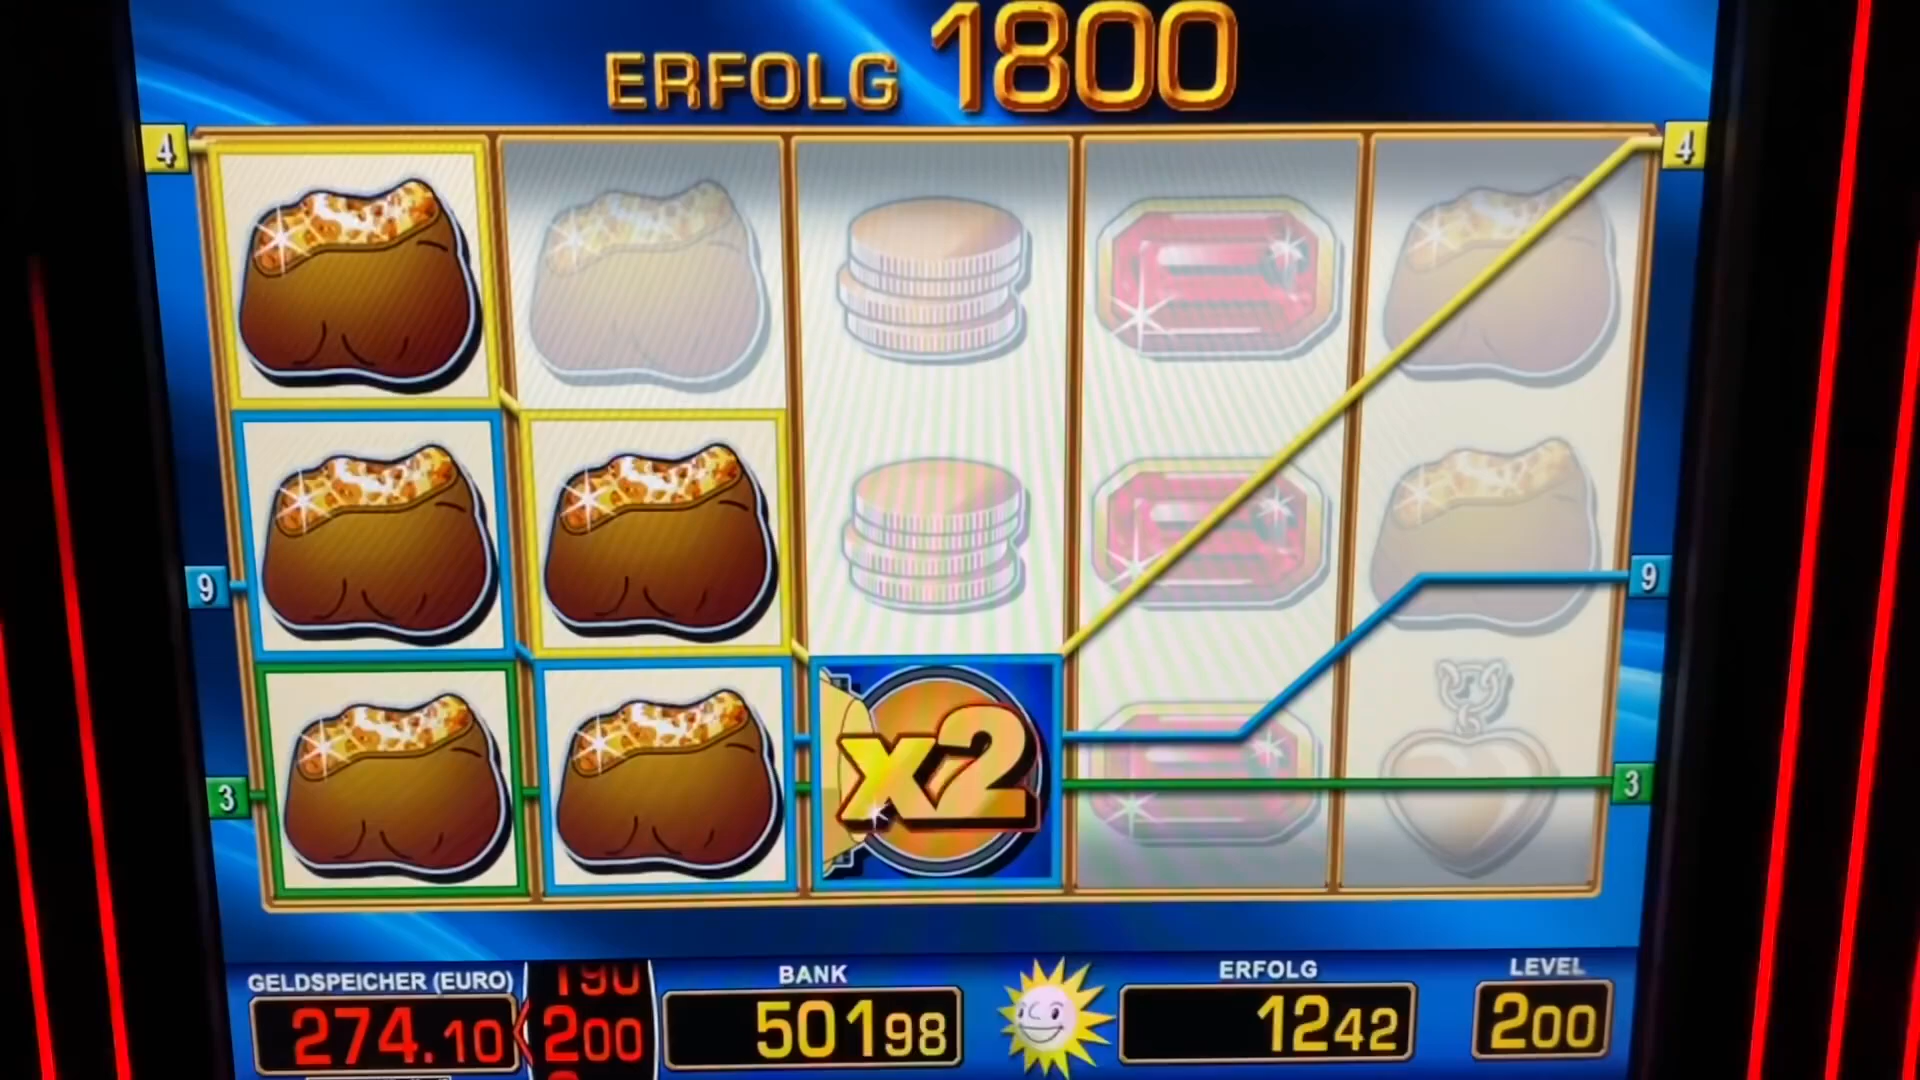 ERFOLG 1800
4 4
9 9
3 3
x2
GELDSPEICHER (EURO) BANK ERFOLG LEVEL
190
274.10 200 50198 1242 200